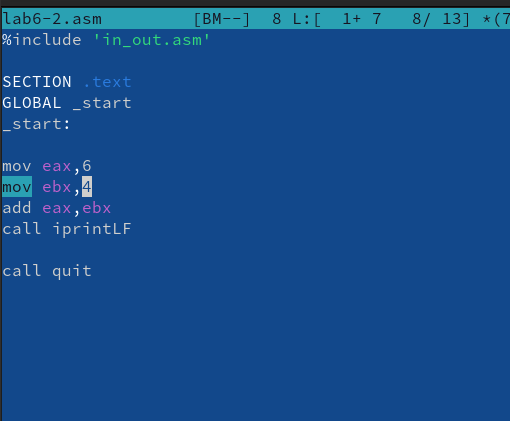 lab6-2.asm [BM--] 8 L:[ 1+ 7 8/ 13] *(7
%include 'in_out.asm'
SECTION .text
GLOBAL _start
_start:
mov eax,6
mov ebx,4
add eax,ebx
call iprintLF
call quit